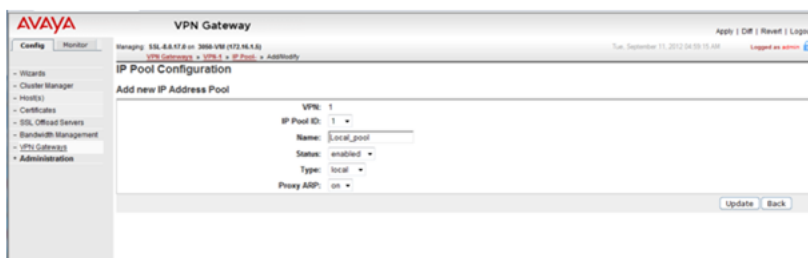 AVAYA
VPN Gateway
Apply | Diff | Revert | Logou
Config Monitor
Managing: SSL-8.0.17.0 on 3050-VM (172.16.1.5)
Tue, September 11, 2012 04:59:15 AM
Logged as admin
VPN Gateways » VPN-1 » IP Pool » Add/Modify
IP Pool Configuration
Add new IP Address Pool
– Wizards
– Cluster Manager
– Host(s)
– Certificates
– SSL Offload Servers
– Bandwidth Management
– VPN Gateways
+ Administration
VPN: 1
IP Pool ID: 1
Name: Local_pool
Status: enabled
Type: local
Proxy ARP: on
Update Back